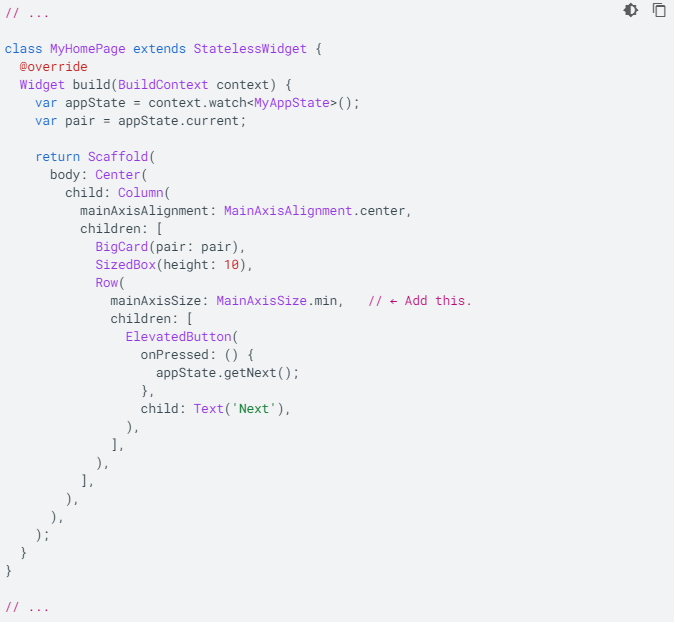 // ...
class MyHomePage extends StatelessWidget {
  @override
  Widget build(BuildContext context) {
    var appState = context.watch<MyAppState>();
    var pair = appState.current;

    return Scaffold(
      body: Center(
        child: Column(
          mainAxisAlignment: MainAxisAlignment.center,
          children: [
            BigCard(pair: pair),
            SizedBox(height: 10),
            Row(
              mainAxisSize: MainAxisSize.min,   // ← Add this.
              children: [
                ElevatedButton(
                  onPressed: () {
                    appState.getNext();
                  },
                  child: Text('Next'),
                ),
              ],
            ),
          ],
        ),
      ),
    );
  }
}

// ...